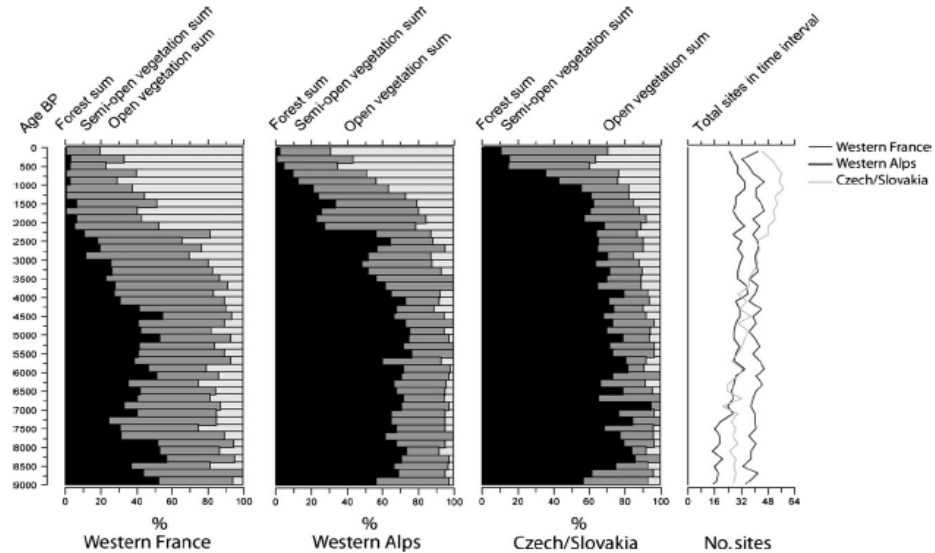 Age BP
Forest sum
Semi-open vegetation sum
Open vegetation sum
Forest sum
Semi-open vegetation sum
Open vegetation sum
Forest sum
Semi-open vegetation sum
Open vegetation sum
Total sites in time interval
0
500
1000
1500
2000
2500
3000
3500
4000
4500
5000
5500
6000
6500
7000
7500
8000
8500
9000
Western France
Western Alps
Czech/Slovakia
0 20 40 60 80 100
0 20 40 60 80 100
0 20 40 60 80 100
16 32 48 64
%
%
%
Western France
Western Alps
Czech/Slovakia
No. sites